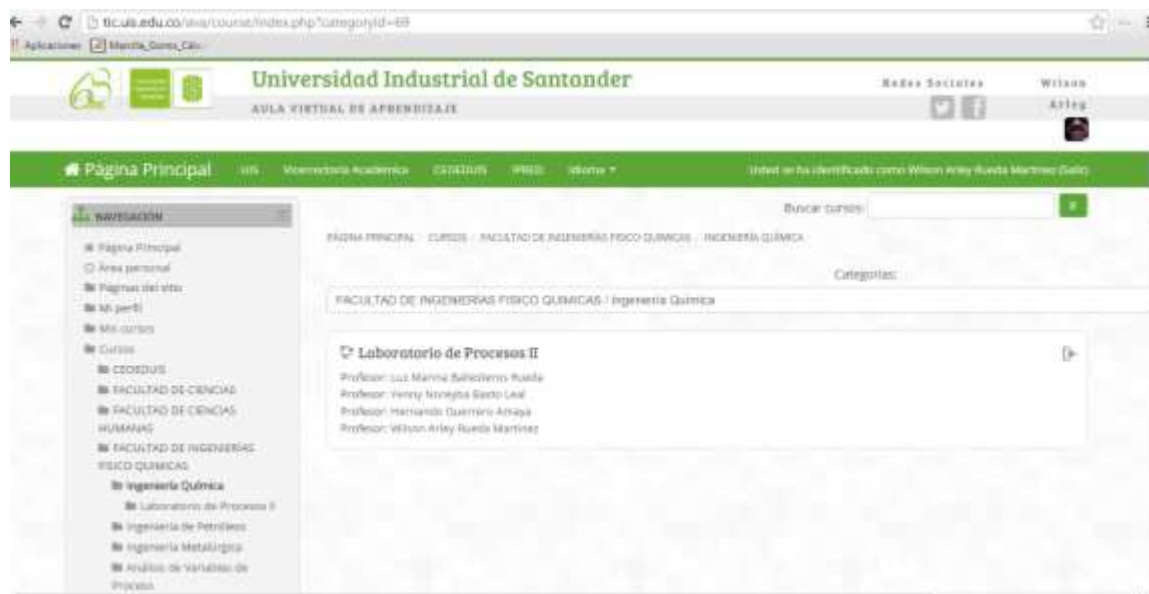 tic.uis.edu.co/ava/course/index.php?categoryid=69
Aplicaciones
Universidad Industrial de Santander
AULA VIRTUAL DE APRENDIZAJE
Redes Sociales
Wilson
Arley
Página Principal UIS Vicerrectoría Académica CEDEDUIS IPRED Idioma
Usted se ha identificado como Wilson Arley Rueda Martinez (Salir)
NAVEGACIÓN
Buscar cursos:
PÁGINA PRINCIPAL / CURSOS / FACULTAD DE INGENIERÍAS FISICO QUIMICAS / INGENIERÍA QUÍMICA
Categorías:
FACULTAD DE INGENIERÍAS FISICO QUIMICAS / Ingeniería Química
Página Principal
Área personal
Páginas del sitio
Mi perfil
Mis cursos
Cursos
CEDEDUIS
FACULTAD DE CIENCIAS
FACULTAD DE CIENCIAS
HUMANAS
FACULTAD DE INGENIERÍAS
FISICO QUIMICAS
Ingeniería Química
Laboratorio de Procesos II
Ingeniería de Petróleos
Ingeniería Metalúrgica
Análisis de Variables de
Proceso
Laboratorio de Procesos II
Profesor: Luz Marina Ballesteros Rueda
Profesor: Yenny Noreyba Basto Leal
Profesor: Hernando Guerrero Amaya
Profesor: Wilson Arley Rueda Martinez